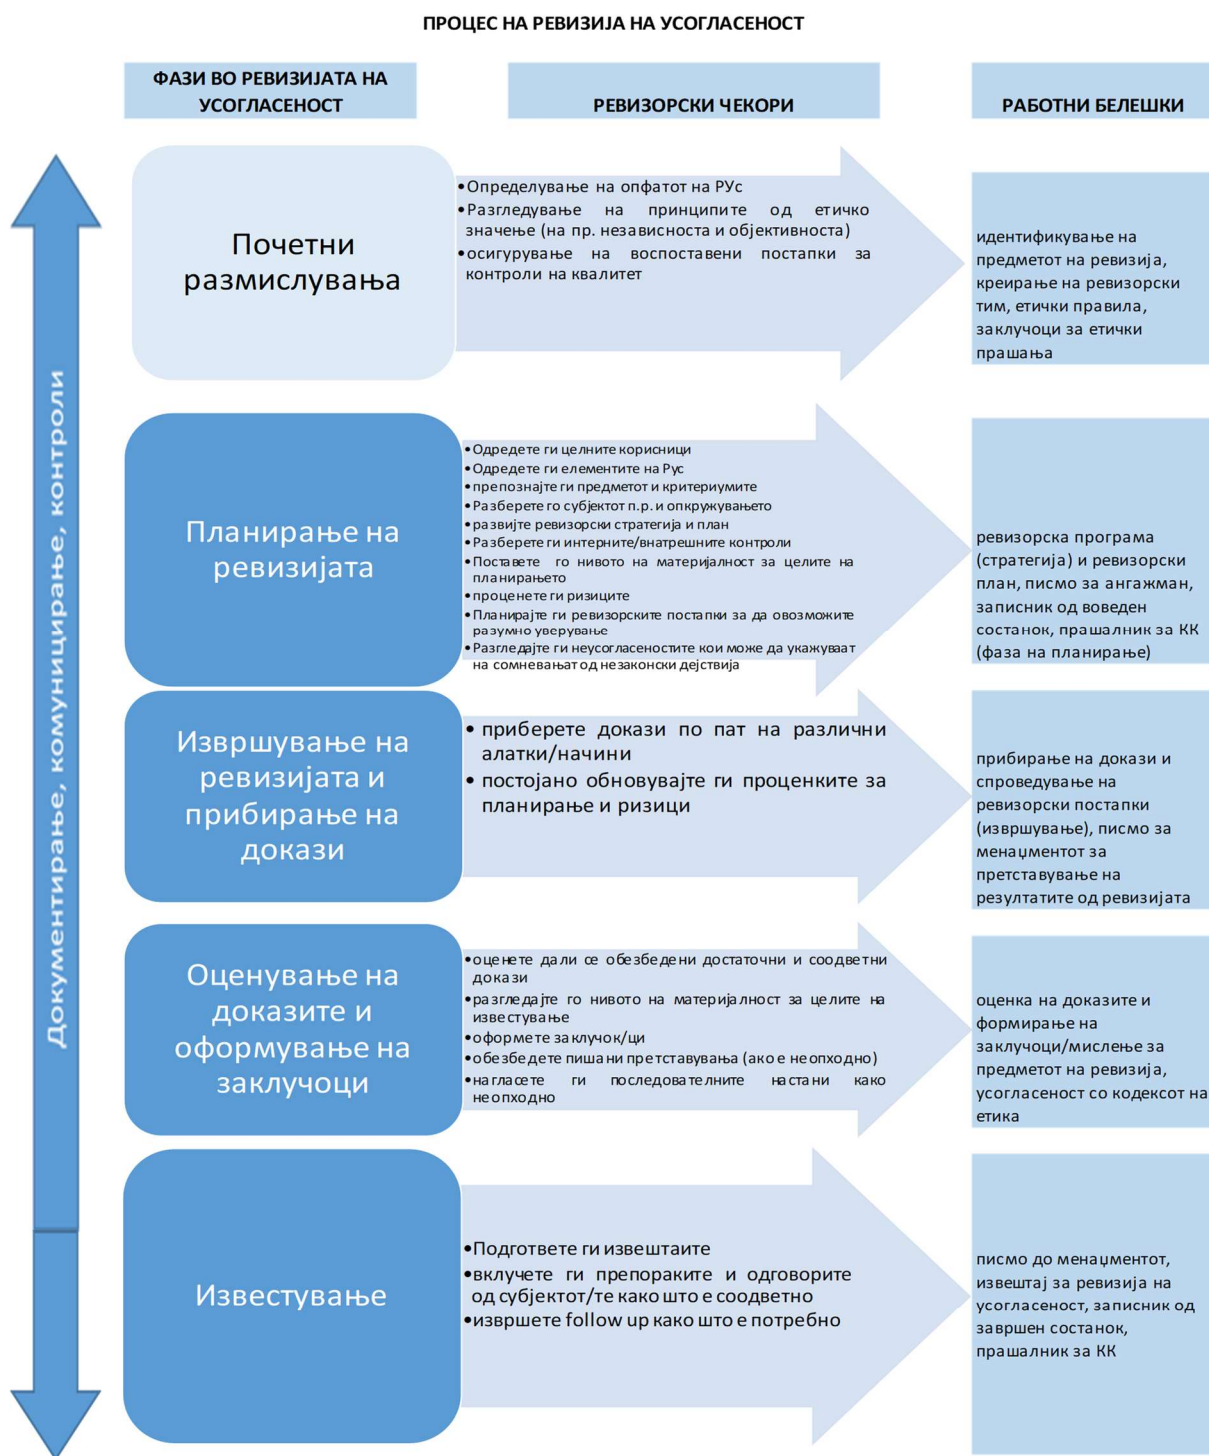 ПРОЦЕС НА РЕВИЗИЈА НА УСОГЛАСЕНОСТ
ФАЗИ ВО РЕВИЗИЈАТА НА
УСОГЛАСЕНОСТ
РЕВИЗОРСКИ ЧЕКОРИ
РАБОТНИ БЕЛЕШКИ
Документирање, комуницирање, контроли
Почетни
размислувања
•Определување на опфатот на РУс
•Разгледување на принципите од етичко
значење (на пр. независноста и објективноста)
•осигурување на воспоставени постапки за
контроли на квалитет
идентификување на
предметот на ревизија,
креирање на ревизорски
тим, етички правила,
заклучоци за етички
прашања
Планирање на
ревизијата
•Одредете ги целните корисници
•Одредете ги елементите на Рус
•препознајте ги предметот и критериумите
•Разберете го субјектот п.р. и опкружувањето
•развијте ревизорски стратегија и план
•Разберете ги интерните/внатрешните контроли
•Поставете го нивото на материјалност за целите на
планирањето
•проценете ги ризиците
•Планирајте ги ревизорските постапки за да овозможите
разумно уверување
•Разгледајте ги неусогласеностите кои може да укажуваат
на сомневањат од незаконски дејствија
ревизорска програма
(стратегија) и ревизорски
план, писмо за ангажман,
записник од воведен
состанок, прашалник за КК
(фаза на планирање)
Извршување на
ревизијата и
прибирање на
докази
• приберете докази по пат на различни
алатки/начини
• постојано обновувајте ги проценките за
планирање и ризици
прибирање на докази и
спроведување на
ревизорски постапки
(извршување), писмо за
менаџментот за
претставување на
резултатите од ревизијата
Оценување на
доказите и
оформување на
заклучоци
•оценете дали се обезбедени достаточни и соодветни
докази
•разгледајте го нивото на материјалност за целите на
известување
•оформете заклучок/ци
•обезбедете пишани претставувања (ако е неопходно)
•нагласете ги последователните настани како
неопходно
оценка на доказите и
формирање на
заклучоци/мислење за
предметот на ревизија,
усогласеност со кодексот на
етика
Известување
•Подгответе ги извештаите
•вклучете ги препораките и одговорите
од субјектот/те како што е соодветно
•извршете follow up како што е потребно
писмо до менаџментот,
извештај за ревизија на
усогласеност, записник од
завршен состанок,
прашалник за КК